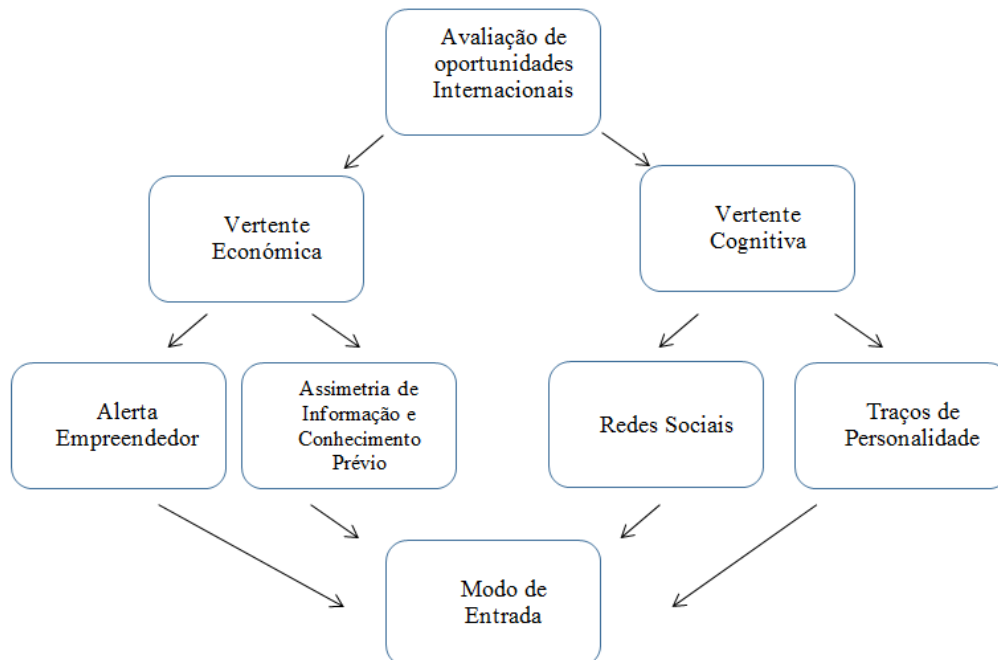 Avaliação de
oportunidades
Internacionais
Vertente
Económica
Vertente
Cognitiva
Alerta
Empreendedor
Assimetria de
Informação e
Conhecimento
Prévio
Redes Sociais
Traços de
Personalidade
Modo de
Entrada